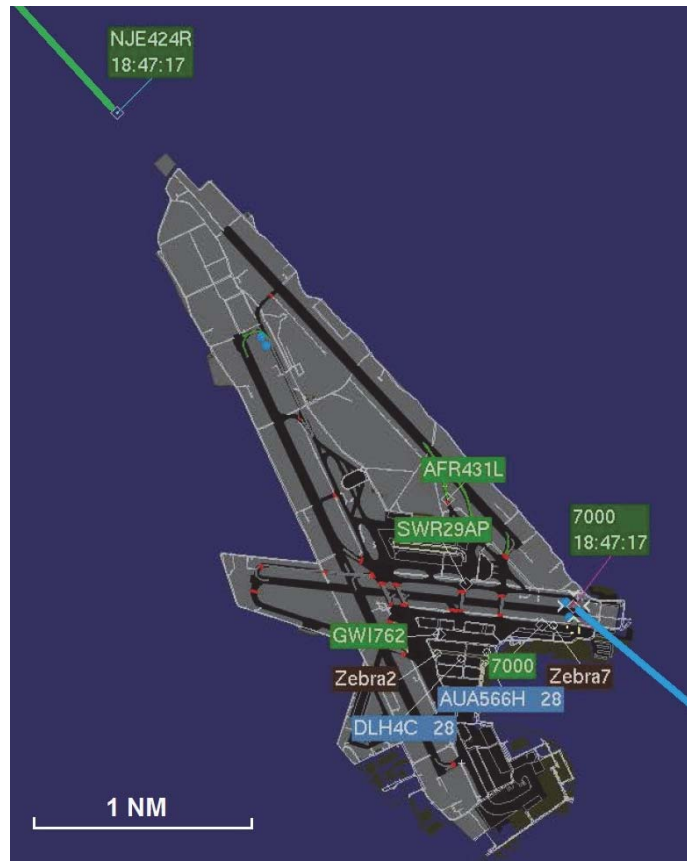 NJE424R
18:47:17
AFR431L
SWR29AP
7000
18:47:17
GWI762
Zebra2
7000
Zebra7
AUA566H 28
DLH4C 28
1 NM